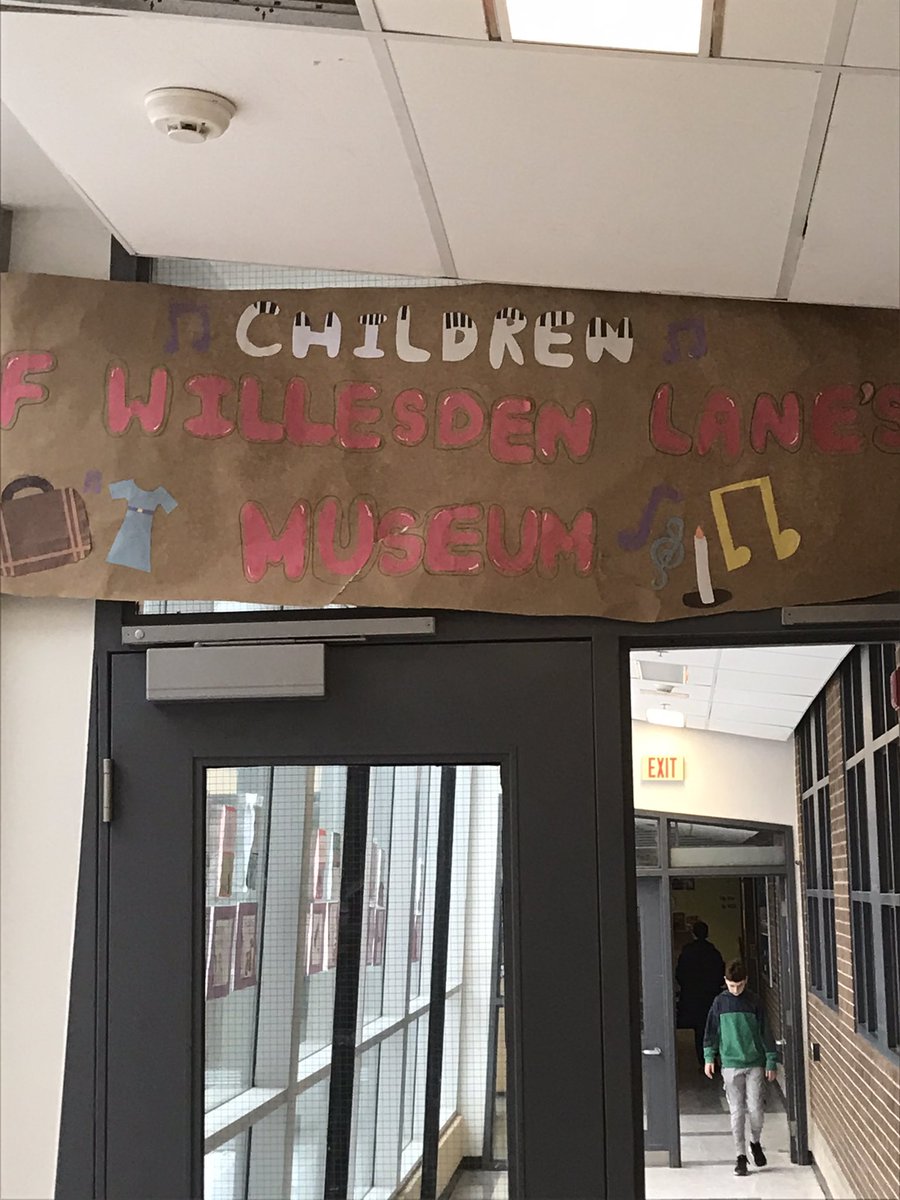 CHILDREN
F WILLESDEN LANE'S
MUSEUM
EXIT